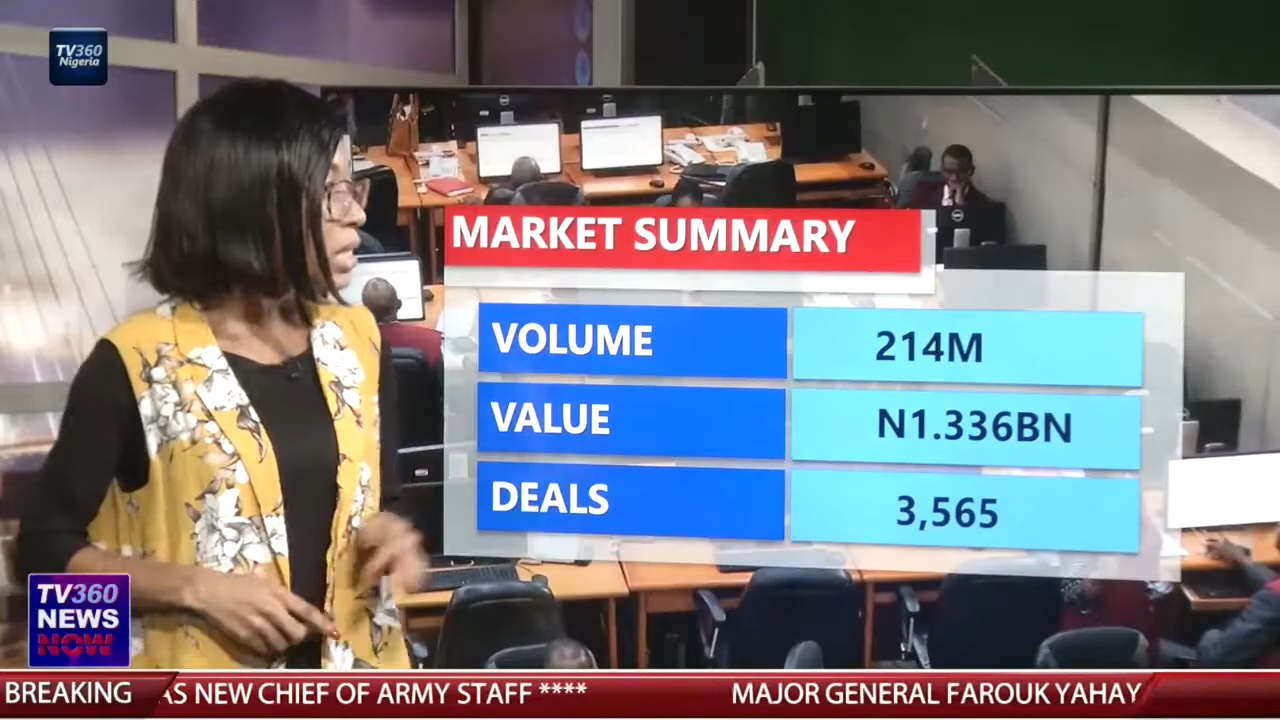 TV360
Nigeria
MARKET SUMMARY
VOLUME 214M
VALUE N1.336BN
DEALS 3,565
TV360
NEWS
NOW
BREAKING AS NEW CHIEF OF ARMY STAFF **** MAJOR GENERAL FAROUK YAHAY